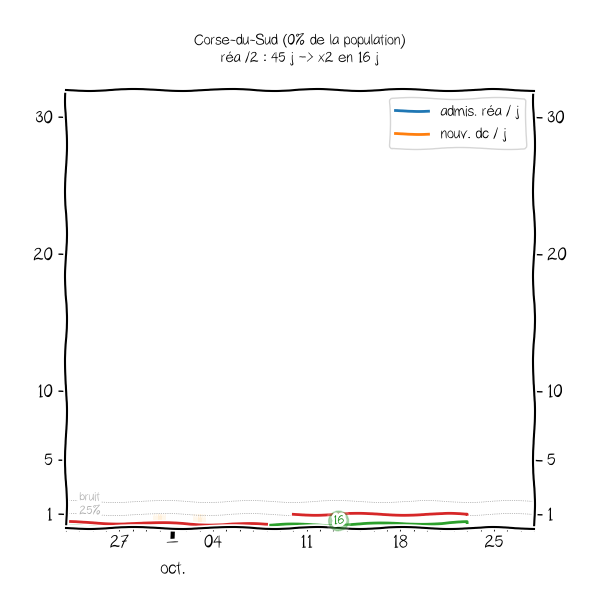 Corse-du-Sud (0% de la population)
réa /2 : 45 j -> x2 en 16 j
admis. réa / j
nouv. dc / j
30
30
20
20
10
10
5
5
bruit
25%
1
1
16
27
04
11
18
25
oct.